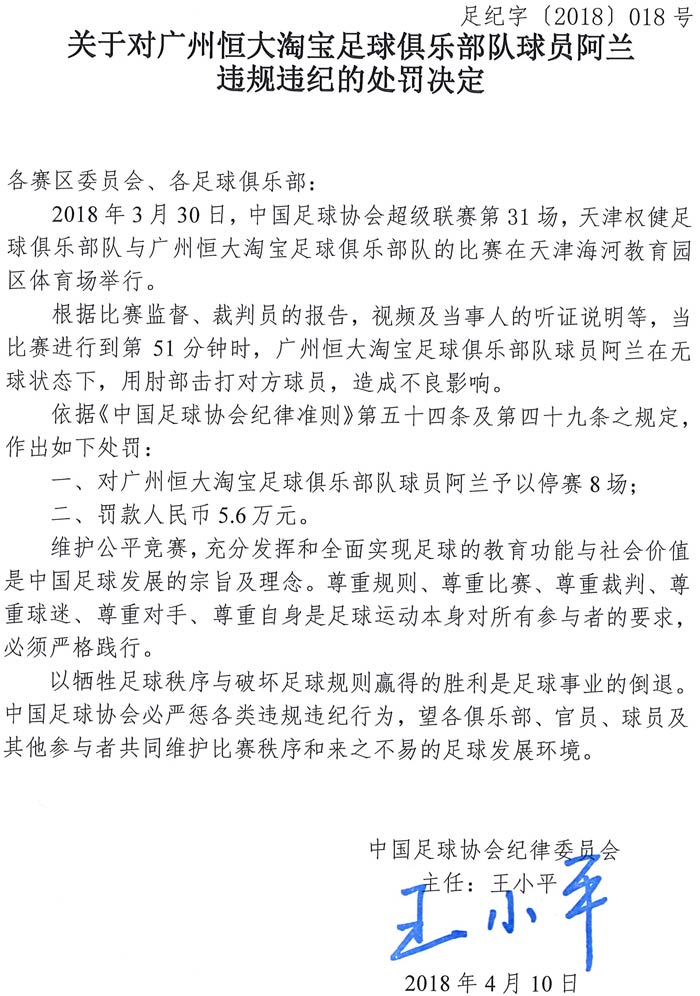 足纪字〔2018〕018 号
关于对广州恒大淘宝足球俱乐部队球员阿兰
违规违纪的处罚决定
各赛区委员会、各足球俱乐部：
2018 年 3 月 30 日，中国足球协会超级联赛第 31 场，天津权健足
球俱乐部队与广州恒大淘宝足球俱乐部队的比赛在天津海河教育园
区体育场举行。
根据比赛监督、裁判员的报告，视频及当事人的听证说明等，当
比赛进行到第 51 分钟时，广州恒大淘宝足球俱乐部队球员阿兰在无
球状态下，用肘部击打对方球员，造成不良影响。
依据《中国足球协会纪律准则》第五十四条及第四十九条之规定，
作出如下处罚：
一、对广州恒大淘宝足球俱乐部队球员阿兰予以停赛 8 场；
二、罚款人民币 5.6 万元。
维护公平竞赛，充分发挥和全面实现足球的教育功能与社会价值
是中国足球发展的宗旨及理念。尊重规则、尊重比赛、尊重裁判、尊
重球迷、尊重对手、尊重自身是足球运动本身对所有参与者的要求，
必须严格践行。
以牺牲足球秩序与破坏足球规则赢得的胜利是足球事业的倒退。
中国足球协会必严惩各类违规违纪行为，望各俱乐部、官员、球员及
其他参与者共同维护比赛秩序和来之不易的足球发展环境。
中国足球协会纪律委员会
主任：王小平
王小平
2018 年 4 月 10 日